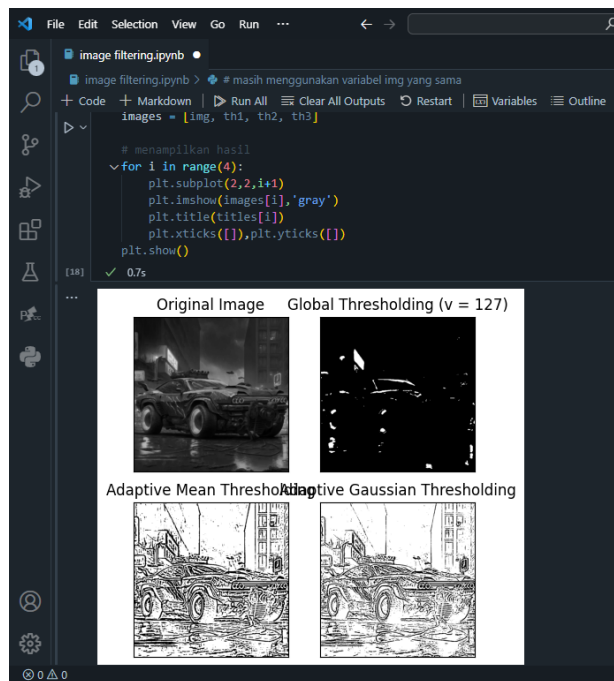 File Edit Selection View Go Run ...
image filtering.ipynb
1
image filtering.ipynb > # masih menggunakan variabel img yang sama
+ Code + Markdown Run All Clear All Outputs Restart Variables Outline
images = [img, th1, th2, th3]
# menampilkan hasil
for i in range(4):
plt.subplot(2,2,i+1)
plt.imshow(images[i],'gray')
plt.title(titles[i])
plt.xticks([]),plt.yticks([])
plt.show()
[18] ✓ 0.7s
...
Original Image Global Thresholding (v = 127)
Adaptive Mean Thresholding Adaptive Gaussian Thresholding
0 0